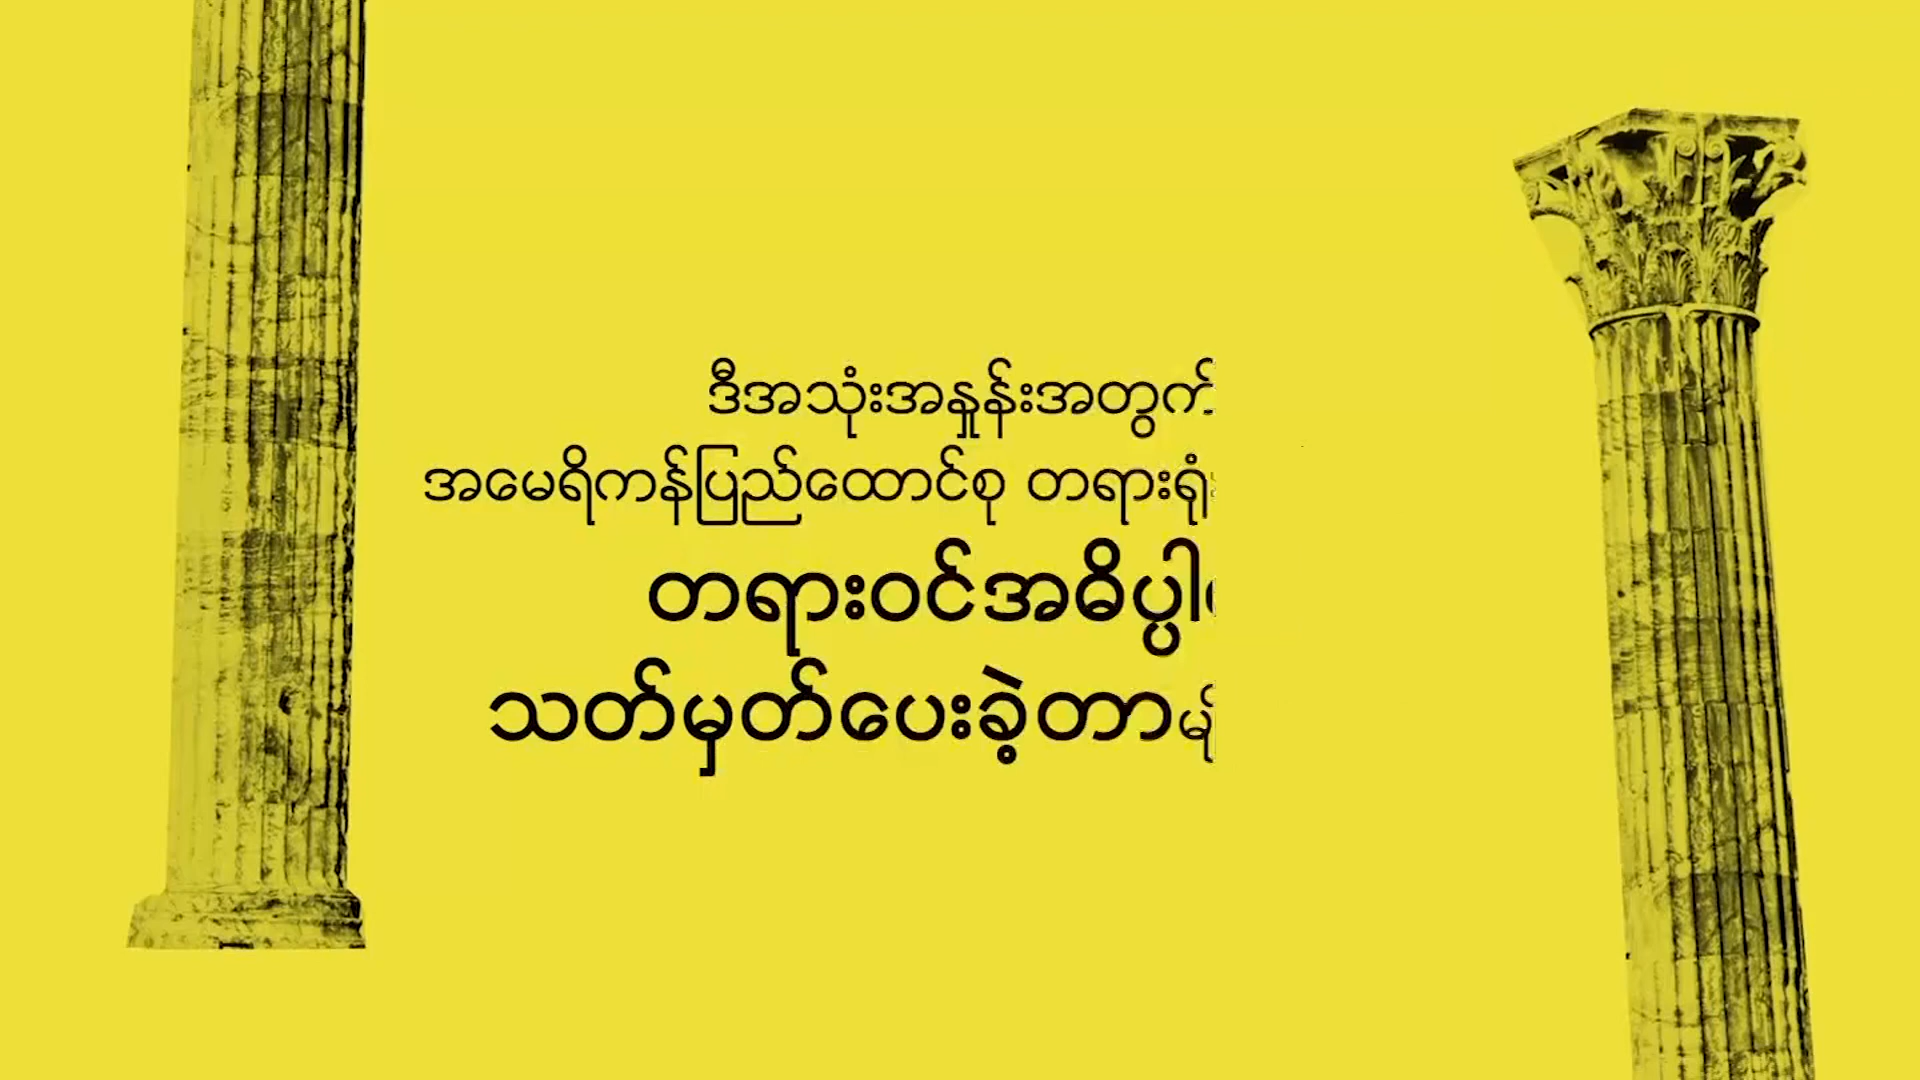 ဒီအသုံးအနှုန်းအတွက်
အမေရိကန်ပြည်ထောင်စု တရားရုံး
တရားဝင်အဓိပ္ပါ
သတ်မှတ်ပေးခဲ့တာ